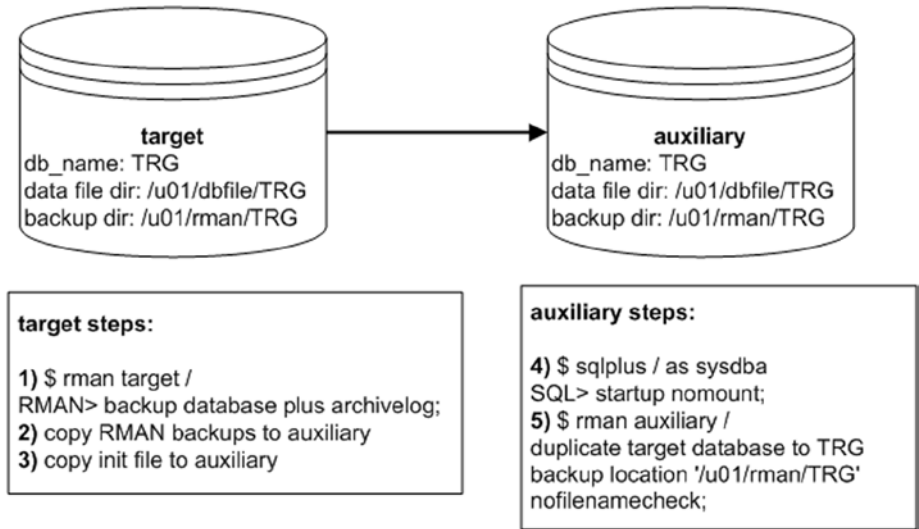 target
db_name: TRG
data file dir: /u01/dbfile/TRG
backup dir: /u01/rman/TRG
auxiliary
db_name: TRG
data file dir: /u01/dbfile/TRG
backup dir: /u01/rman/TRG
target steps:
1) $ rman target /
RMAN> backup database plus archivelog;
2) copy RMAN backups to auxiliary
3) copy init file to auxiliary
auxiliary steps:
4) $ sqlplus / as sysdba
SQL> startup nomount;
5) $ rman auxiliary /
duplicate target database to TRG
backup location '/u01/rman/TRG'
nofilenamecheck;